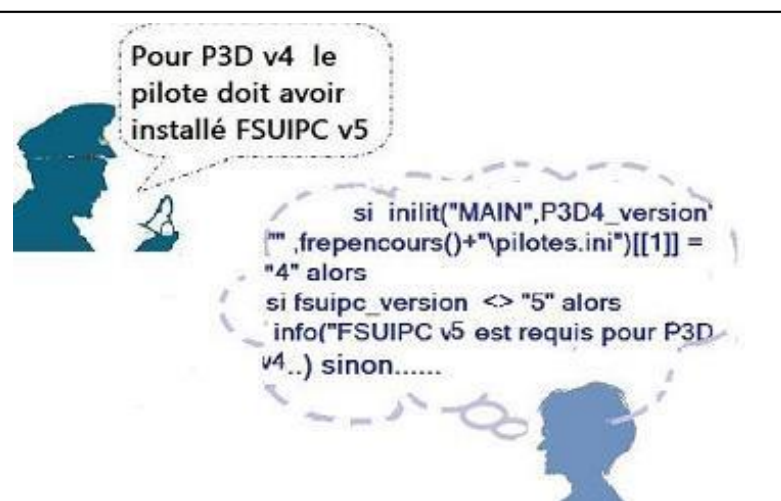 Pour P3D v4 le
pilote doit avoir
installé FSUIPC v5
si inilit("MAIN",P3D4_version"
"" ,frepencours()+"\pilotes.ini")[[1]] =
"4" alors
si fsuipc_version <> "5" alors
info("FSUIPC v5 est requis pour P3D
v4..) sinon......